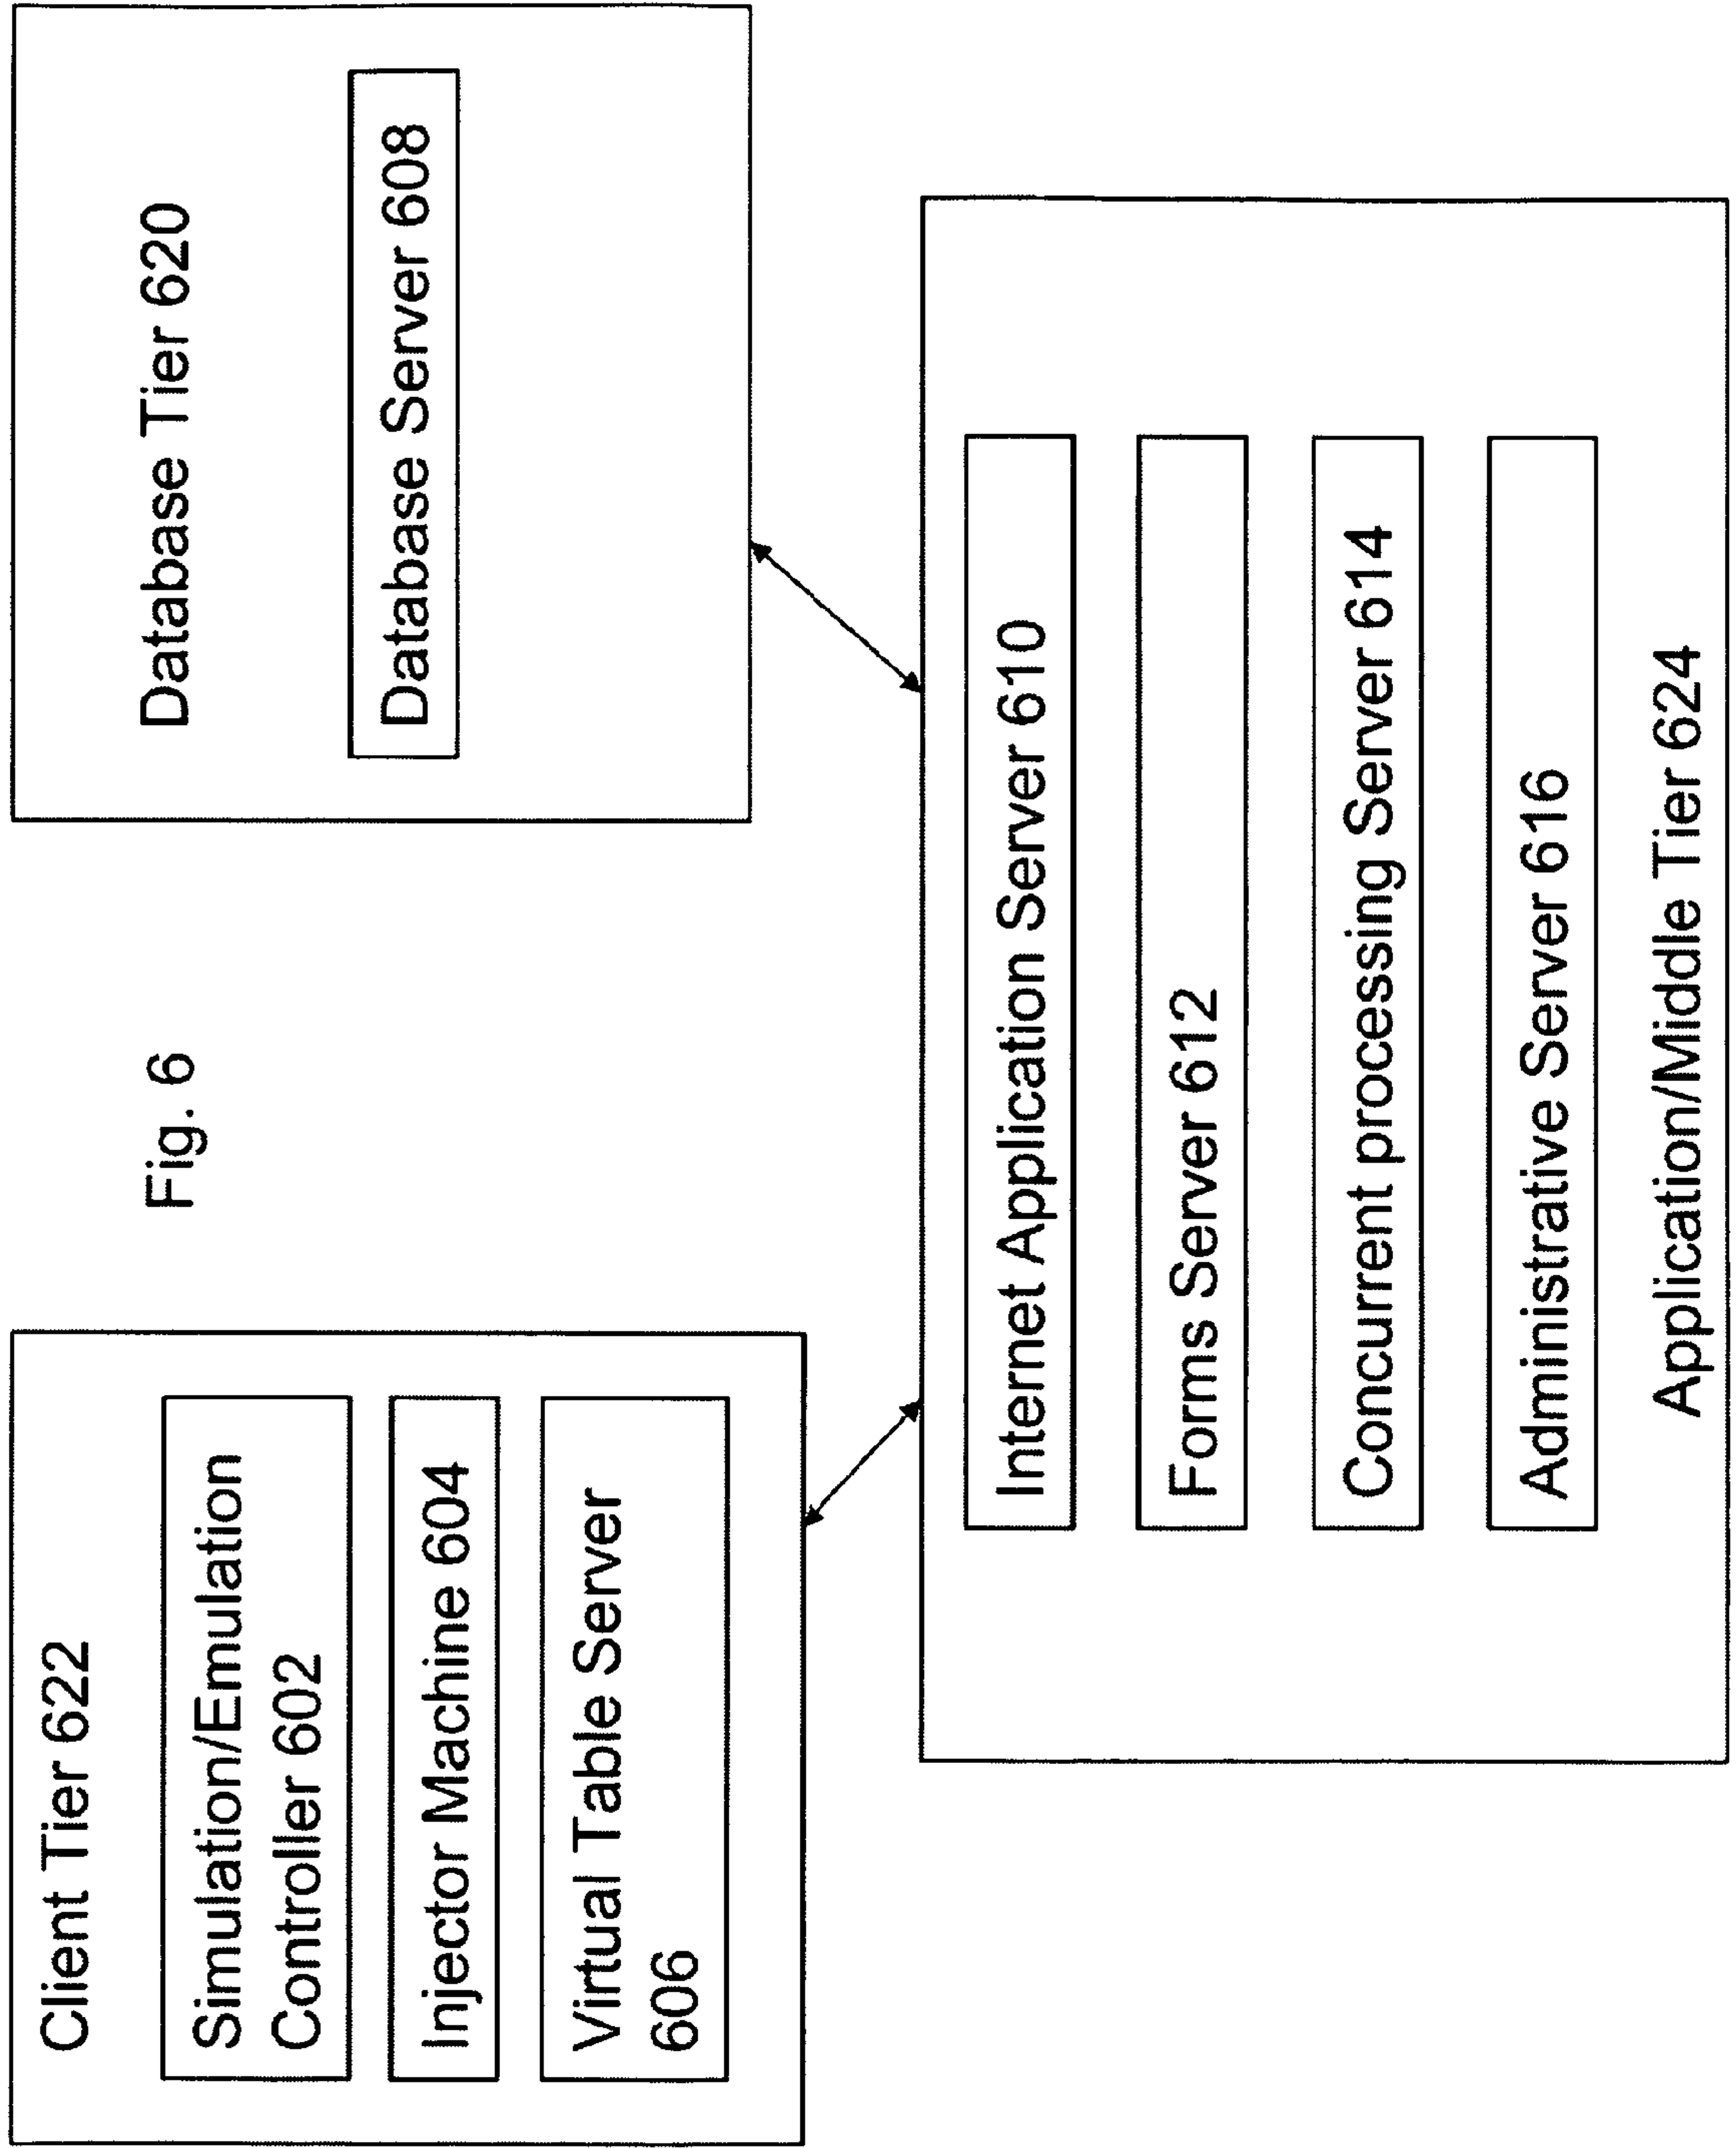 Fig. 6
Client Tier 622
Simulation/Emulation
Controller 602
Injector Machine 604
Virtual Table Server
606
Database Tier 620
Database Server 608
Internet Application Server 610
Forms Server 612
Concurrent processing Server 614
Administrative Server 616
Application/Middle Tier 624